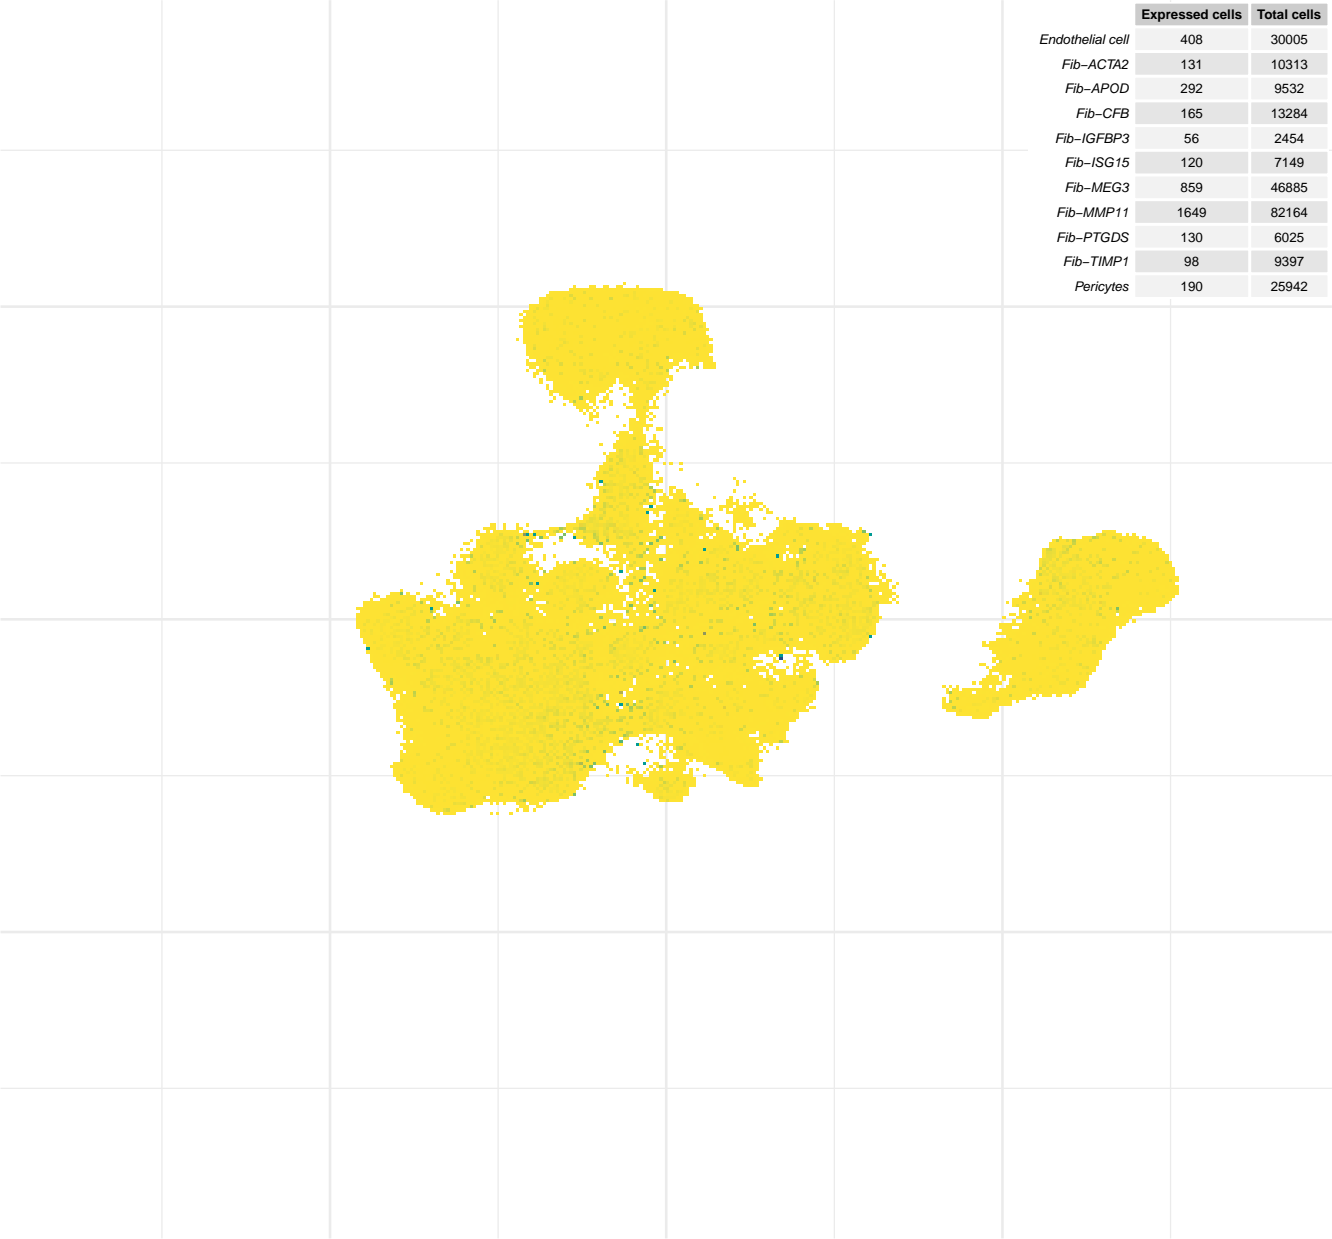 Expressed cells Total cells
Endothelial cell 408 30005
Fib−ACTA2 131 10313
Fib−APOD 292 9532
Fib−CFB 165 13284
Fib−IGFBP3 56 2454
Fib−ISG15 120 7149
Fib−MEG3 859 46885
Fib−MMP11 1649 82164
Fib−PTGDS 130 6025
Fib−TIMP1 98 9397
Pericytes 190 25942